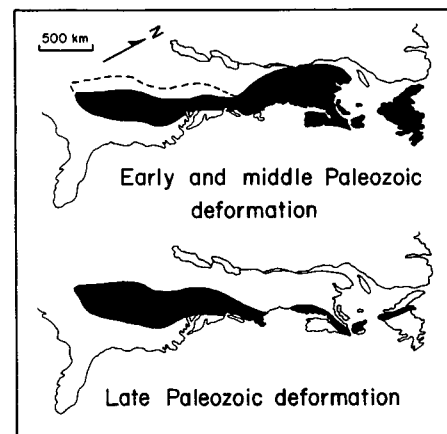 500 km
N
Early and middle Paleozoic
deformation
Late Paleozoic deformation